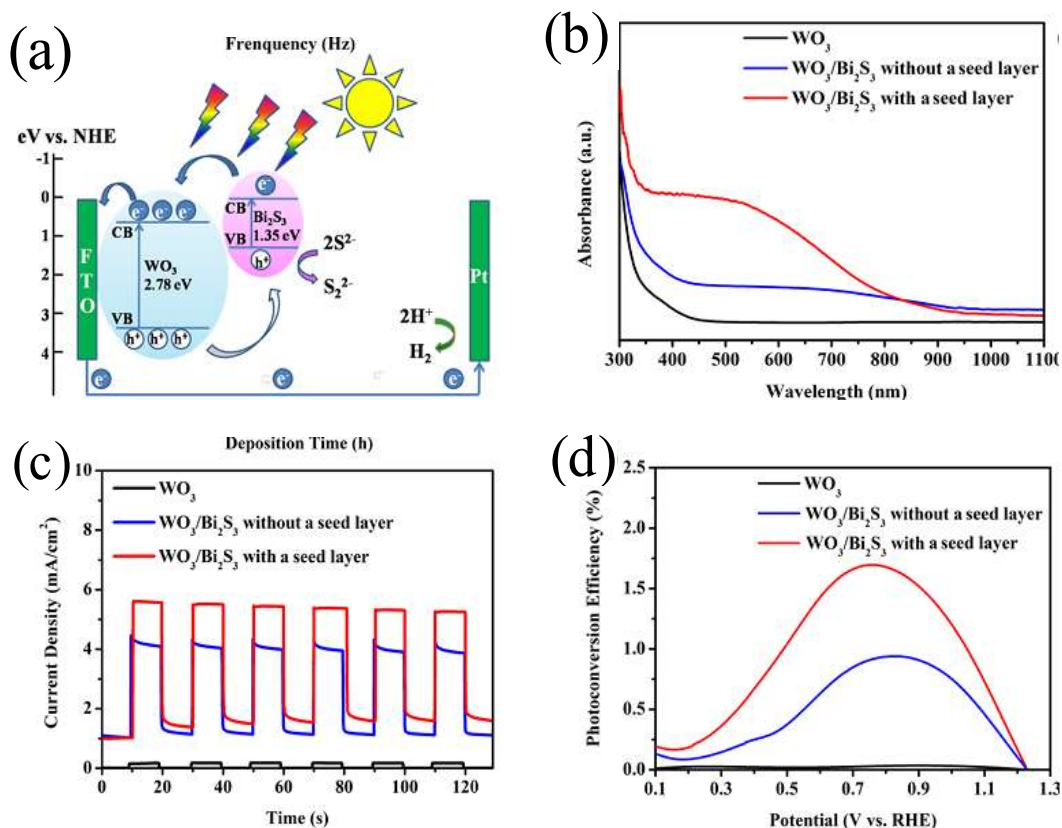 (a)
Frenquency (Hz)
eV vs. NHE
-1
0
1
2
3
4
FTO
CB
WO₃
2.78 eV
VB
e⁻ e⁻ e⁻
h⁺ h⁺ h⁺
e⁻
CB
Bi₂S₃
VB 1.35 eV
h⁺
2S²⁻
S₂²⁻
2H⁺
H₂
Pt
e⁻ e⁻ e⁻ e⁻
(b)
WO₃
WO₃/Bi₂S₃ without a seed layer
WO₃/Bi₂S₃ with a seed layer
Absorbance (a.u.)
300 400 500 600 700 800 900 1000 1100
Wavelength (nm)
(c)
Deposition Time (h)
WO₃
WO₃/Bi₂S₃ without a seed layer
WO₃/Bi₂S₃ with a seed layer
Current Density (mA/cm²)
10
8
6
4
2
0
0 20 40 60 80 100 120
Time (s)
(d)
WO₃
WO₃/Bi₂S₃ without a seed layer
WO₃/Bi₂S₃ with a seed layer
Photoconversion Efficiency (%)
2.5
2.0
1.5
1.0
0.5
0.0
0.1 0.3 0.5 0.7 0.9 1.1 1.3
Potential (V vs. RHE)